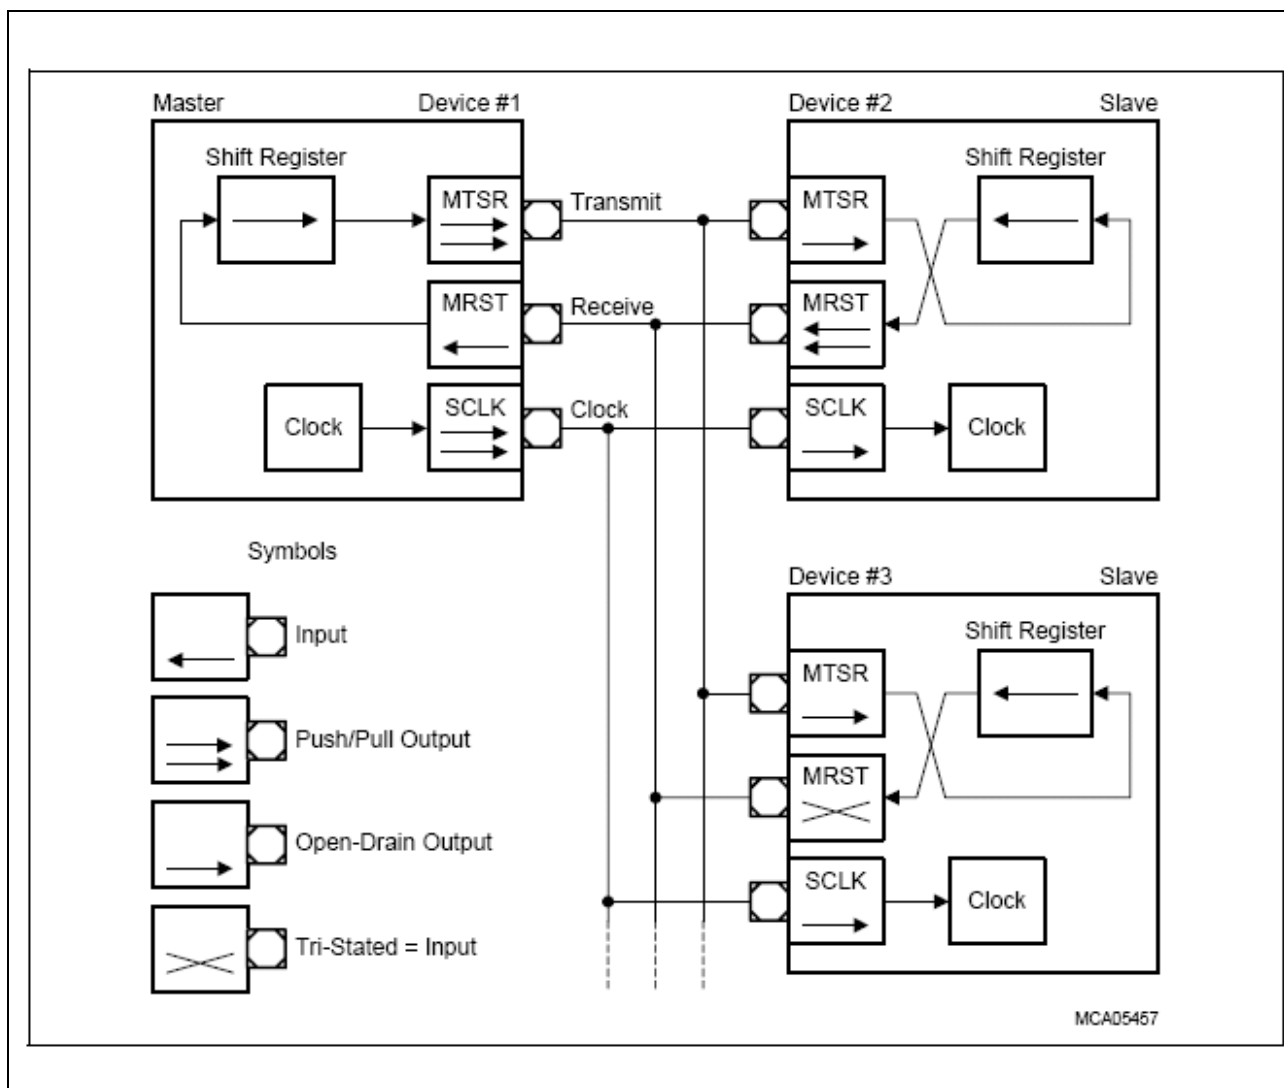 Master Device #1
Shift Register
MTSR
Transmit
MRST
Receive
Clock
SCLK
Clock
Device #2 Slave
Shift Register
MTSR
MRST
SCLK
Clock
Symbols
Input
Push/Pull Output
Open-Drain Output
Tri-Stated = Input
Device #3 Slave
Shift Register
MTSR
MRST
SCLK
Clock
MCA05457